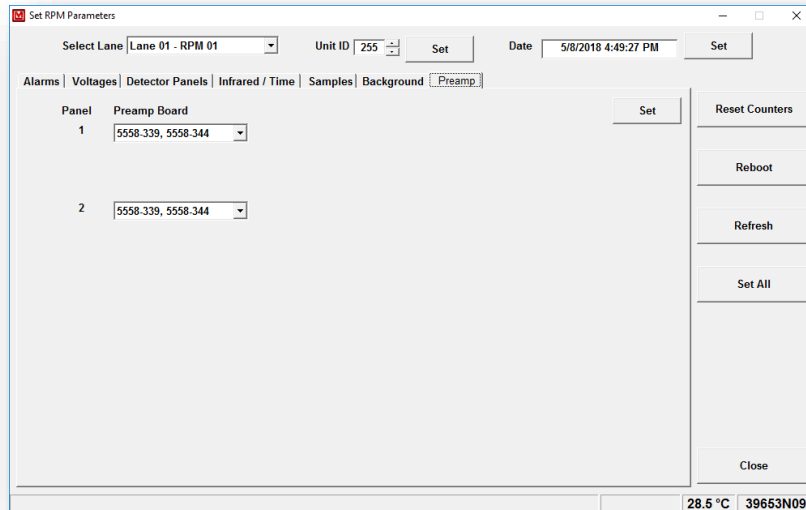 Set RPM Parameters
Select Lane Lane 01 - RPM 01 Unit ID 255 Set Date 5/8/2018 4:49:27 PM Set
Alarms Voltages Detector Panels Infrared / Time Samples Background Preamp
Panel Preamp Board Set Reset Counters
1 5558-339, 5558-344
Reboot
2 5558-339, 5558-344
Refresh
Set All
Close
28.5 °C 39653N09